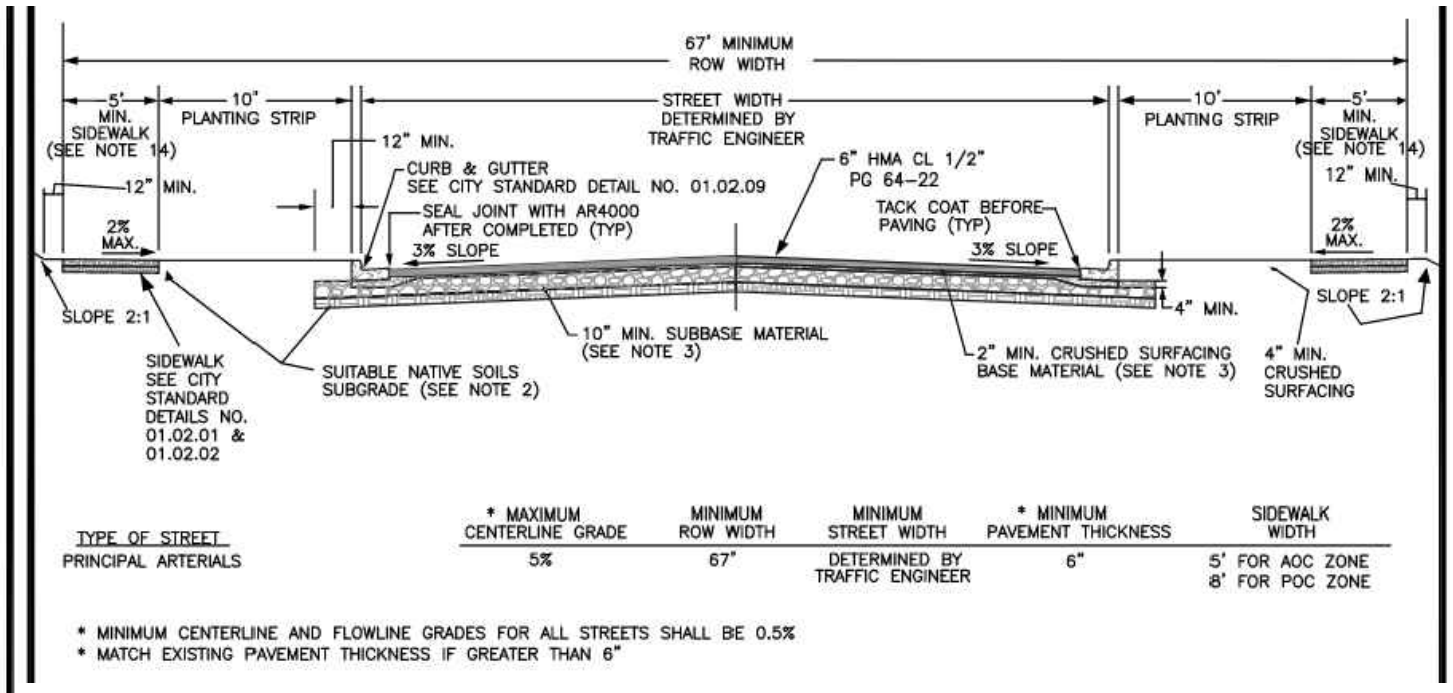 67' MINIMUM
ROW WIDTH
5'
MIN.
SIDEWALK
(SEE NOTE 14)
10"
PLANTING STRIP
STREET WIDTH
DETERMINED BY
TRAFFIC ENGINEER
10'
PLANTING STRIP
5'
MIN.
SIDEWALK
(SEE NOTE 14)
12" MIN.
12" MIN.
CURB & GUTTER
SEE CITY STANDARD DETAIL NO. 01.02.09
6" HMA CL 1/2"
PG 64-22
12" MIN.
SEAL JOINT WITH AR4000
AFTER COMPLETED (TYP)
TACK COAT BEFORE
PAVING (TYP)
2%
MAX.
3% SLOPE
3% SLOPE
2%
MAX.
SLOPE 2:1
SIDEWALK
SEE CITY
STANDARD
DETAILS NO.
01.02.01 &
01.02.02
SUITABLE NATIVE SOILS
SUBGRADE (SEE NOTE 2)
10" MIN. SUBBASE MATERIAL
(SEE NOTE 3)
2" MIN. CRUSHED SURFACING
BASE MATERIAL (SEE NOTE 3)
4" MIN.
4" MIN.
CRUSHED
SURFACING
SLOPE 2:1
TYPE OF STREET
* MAXIMUM
CENTERLINE GRADE
MINIMUM
ROW WIDTH
MINIMUM
STREET WIDTH
* MINIMUM
PAVEMENT THICKNESS
SIDEWALK
WIDTH
PRINCIPAL ARTERIALS
5%
67"
DETERMINED BY
TRAFFIC ENGINEER
6"
5' FOR AOC ZONE
8' FOR POC ZONE
* MINIMUM CENTERLINE AND FLOWLINE GRADES FOR ALL STREETS SHALL BE 0.5%
* MATCH EXISTING PAVEMENT THICKNESS IF GREATER THAN 6"